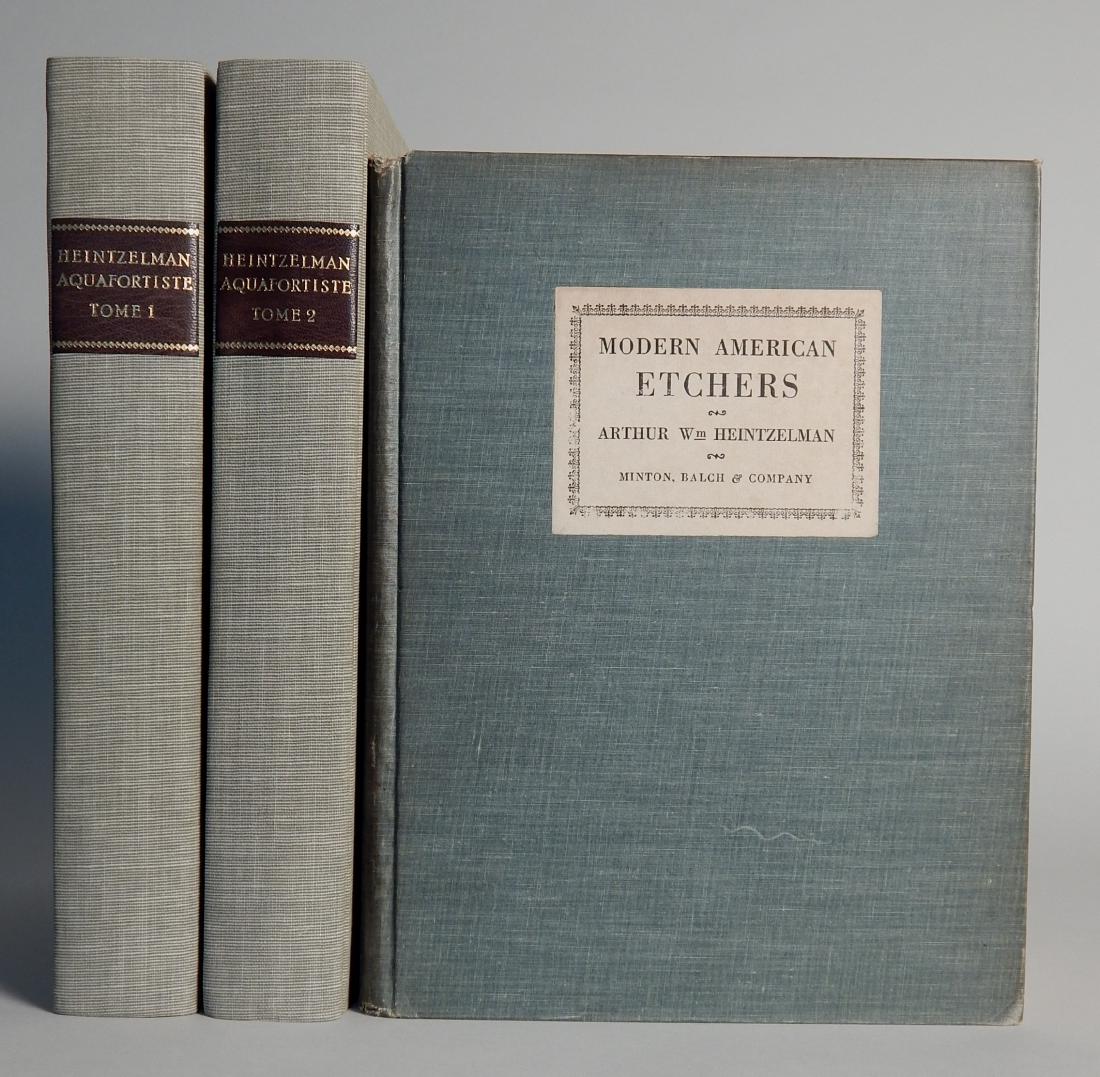 HEINTZELMAN
AQUAFORTISTE
TOME 1
HEINTZELMAN
AQUAFORTISTE
TOME 2
MODERN AMERICAN
ETCHERS
ARTHUR Wm HEINTZELMAN
MINTON, BALCH & COMPANY